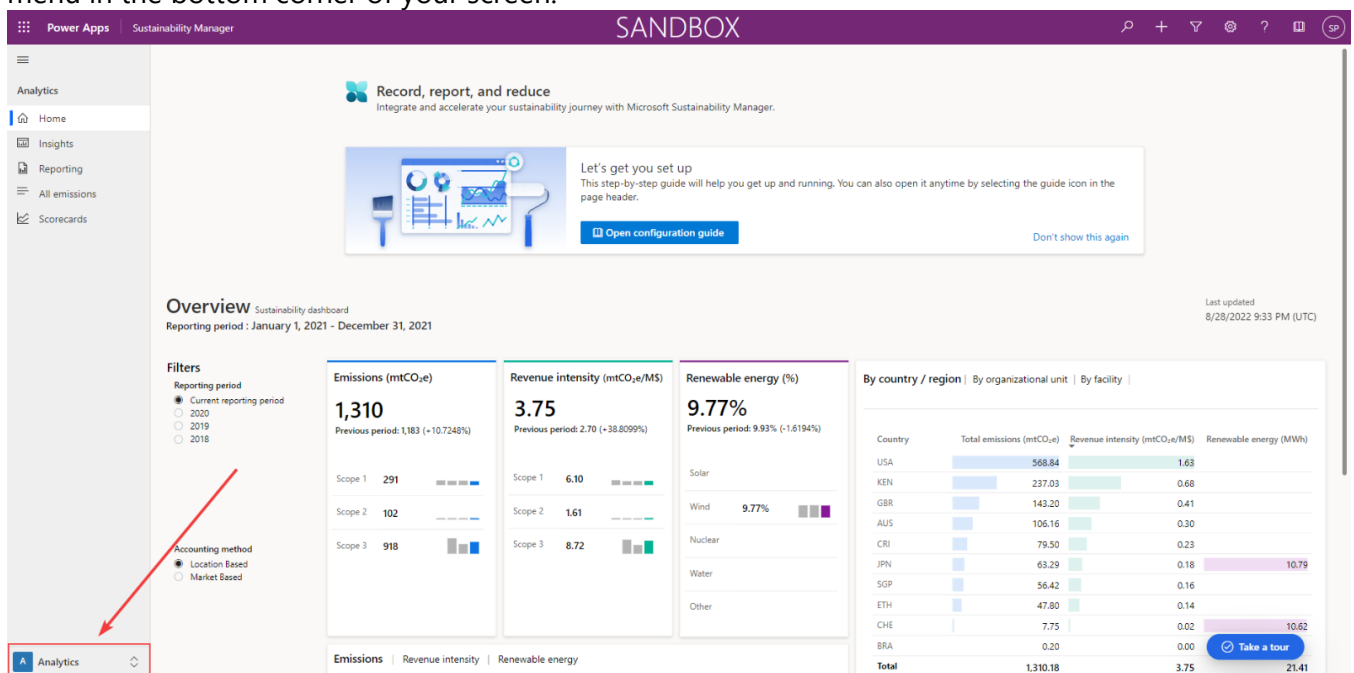 menu in the bottom corner of your screen.
Power Apps | Sustainability Manager
SANDBOX
SP
Analytics
Home
Insights
Reporting
All emissions
Scorecards
A Analytics
Record, report, and reduce
Integrate and accelerate your sustainability journey with Microsoft Sustainability Manager.
Let's get you set up
This step-by-step guide will help you get up and running. You can also open it anytime by selecting the guide icon in the
page header.
Open configuration guide
Don't show this again
Overview Sustainability dashboard
Reporting period : January 1, 2021 - December 31, 2021
Last updated
8/28/2022 9:33 PM (UTC)
Filters
Reporting period
Current reporting period
2020
2019
2018
Accounting method
Location Based
Market Based
Emissions (mtCO₂e)
1,310
Previous period: 1,183 (+10.7248%)
Scope 1 291
Scope 2 102
Scope 3 918
Revenue intensity (mtCO₂e/M$)
3.75
Previous period: 2.70 (+38.8099%)
Scope 1 6.10
Scope 2 1.61
Scope 3 8.72
Renewable energy (%)
9.77%
Previous period: 9.93% (-1.6194%)
Solar
Wind 9.77%
Nuclear
Water
Other
By country / region | By organizational unit | By facility |
Country Total emissions (mtCO₂e) Revenue intensity (mtCO₂e/M$) Renewable energy (MWh)
USA 568.84 1.63
KEN 237.03 0.68
GBR 143.20 0.41
AUS 106.16 0.30
CRI 79.50 0.23
JPN 63.29 0.18 10.79
SGP 56.42 0.16
ETH 47.80 0.14
CHE 7.75 0.02 10.62
BRA 0.20 0.00
Total 1,310.18 3.75 21.41
Take a tour
Emissions | Revenue intensity | Renewable energy